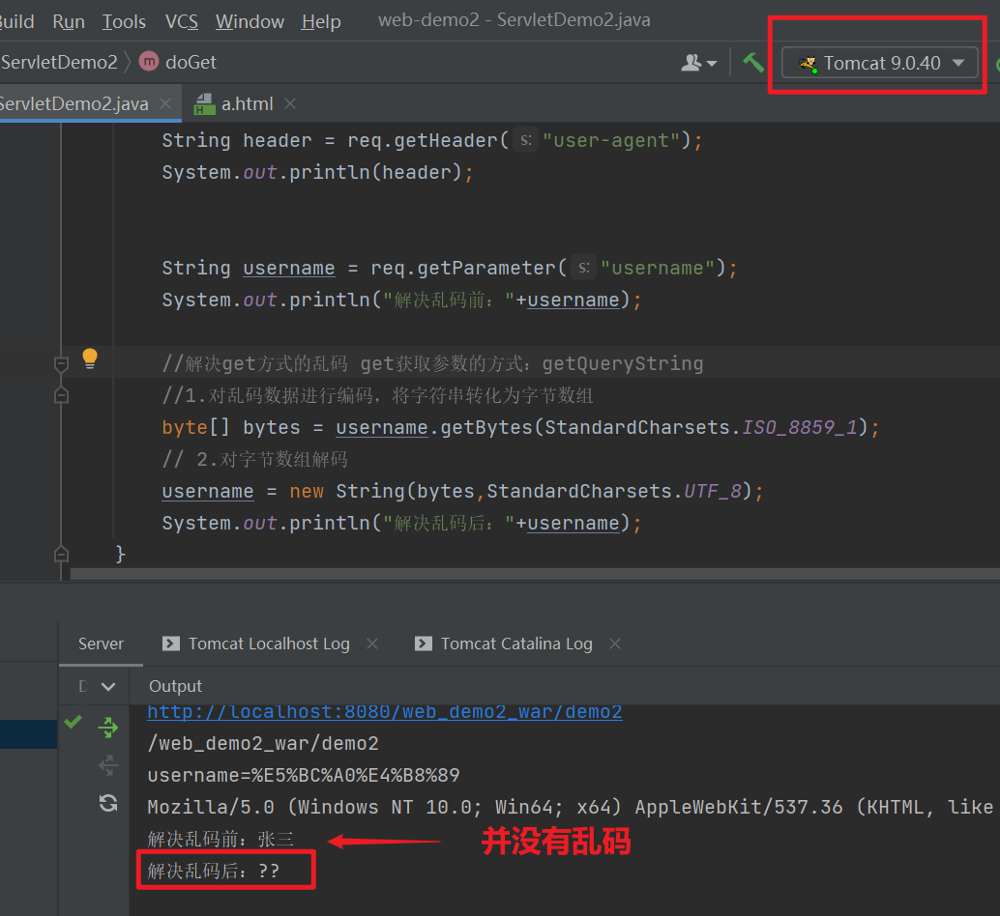 Build Run Tools VCS Window Help web-demo2 - ServletDemo2.java
ServletDemo2 m doGet Tomcat 9.0.40
ServletDemo2.java a.html
String header = req.getHeader( s: "user-agent");
System.out.println(header);
String username = req.getParameter( s: "username");
System.out.println("解决乱码前："+username);
//解决get方式的乱码 get获取参数的方式：getQueryString
//1.对乱码数据进行编码，将字符串转化为字节数组
byte[] bytes = username.getBytes(StandardCharsets.ISO_8859_1);
// 2.对字节数组解码
username = new String(bytes,StandardCharsets.UTF_8);
System.out.println("解决乱码后："+username);
}
Server Tomcat Localhost Log Tomcat Catalina Log
Output
http://localhost:8080/web_demo2_war/demo2
/web_demo2_war/demo2
username=%E5%BC%A0%E4%B8%89
Mozilla/5.0 (Windows NT 10.0; Win64; x64) AppleWebKit/537.36 (KHTML, like
解决乱码前：张三 并没有乱码
解决乱码后：??